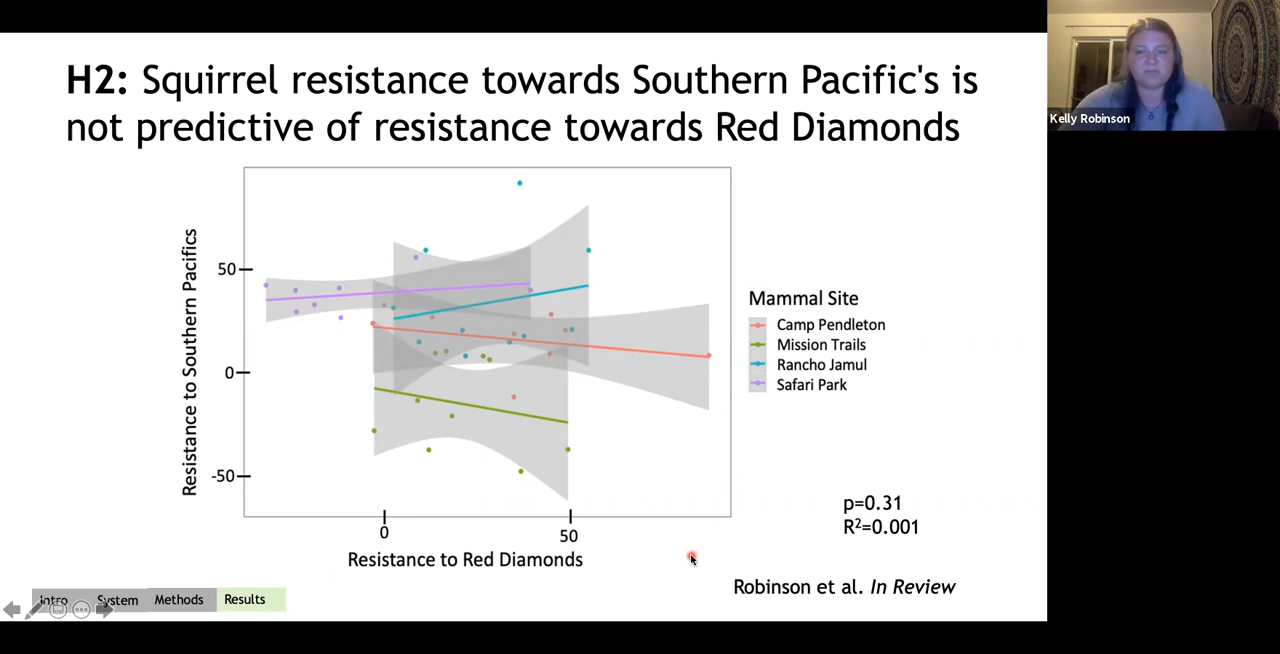 H2: Squirrel resistance towards Southern Pacific's is
not predictive of resistance towards Red Diamonds
Kelly Robinson
Resistance to Southern Pacifics
50
0
-50
0
50
Resistance to Red Diamonds
Mammal Site
Camp Pendleton
Mission Trails
Rancho Jamul
Safari Park
p=0.31
R²=0.001
Robinson et al. In Review
Intro System Methods Results